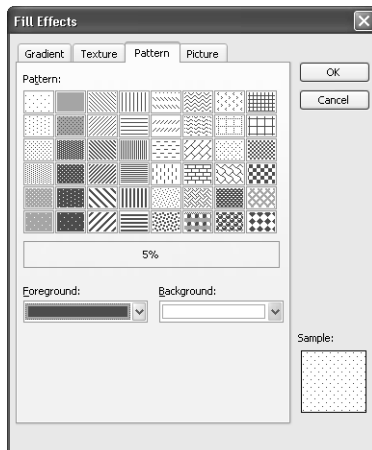 Fill Effects
Gradient Texture Pattern Picture
Pattern:
OK
Cancel
5%
Foreground: Background:
Sample: